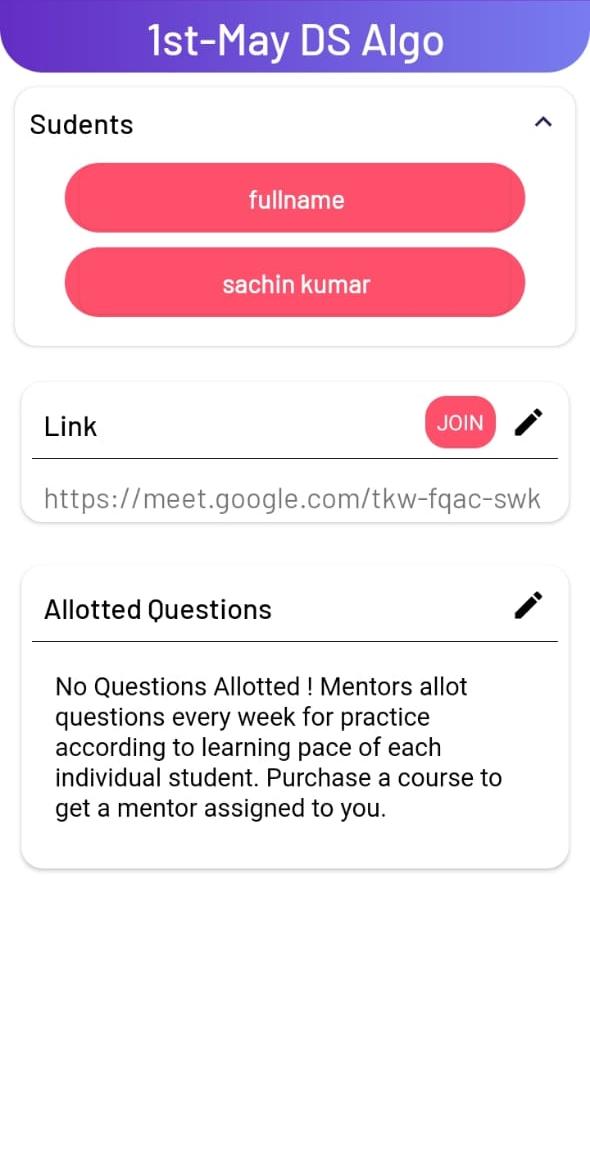 1st-May DS Algo
Sudents
fullname
sachin kumar
Link
JOIN
https://meet.google.com/tkw-fqac-swk
Allotted Questions
No Questions Allotted ! Mentors allot
questions every week for practice
according to learning pace of each
individual student. Purchase a course to
get a mentor assigned to you.